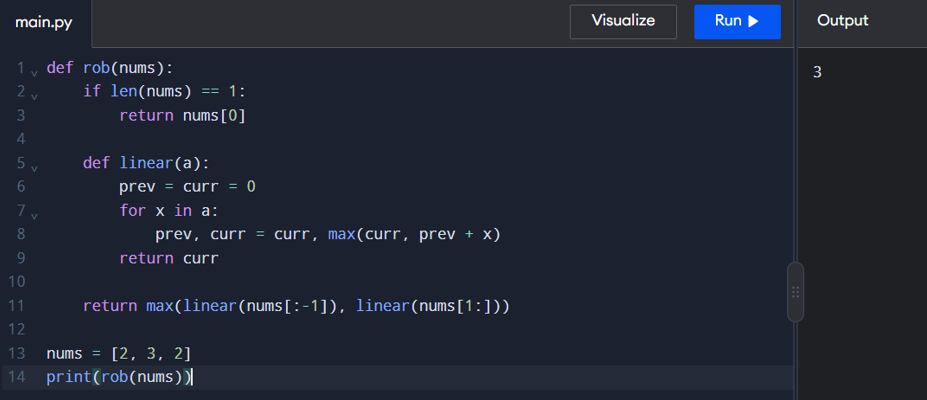 main.py
Visualize
Run
Output
1 def rob(nums):
2     if len(nums) == 1:
3         return nums[0]
4
5     def linear(a):
6         prev = curr = 0
7         for x in a:
8             prev, curr = curr, max(curr, prev + x)
9         return curr
10
11     return max(linear(nums[:-1]), linear(nums[1:]))
12
13 nums = [2, 3, 2]
14 print(rob(nums))
3